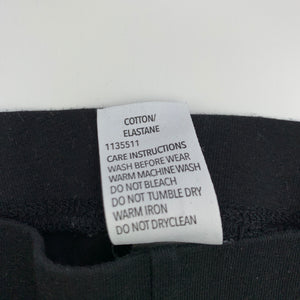 COTTON/
ELASTANE
1135511
CARE INSTRUCTIONS
WASH BEFORE WEAR
WARM MACHINE WASH
DO NOT BLEACH
DO NOT TUMBLE DRY
WARM IRON
DO NOT DRYCLEAN